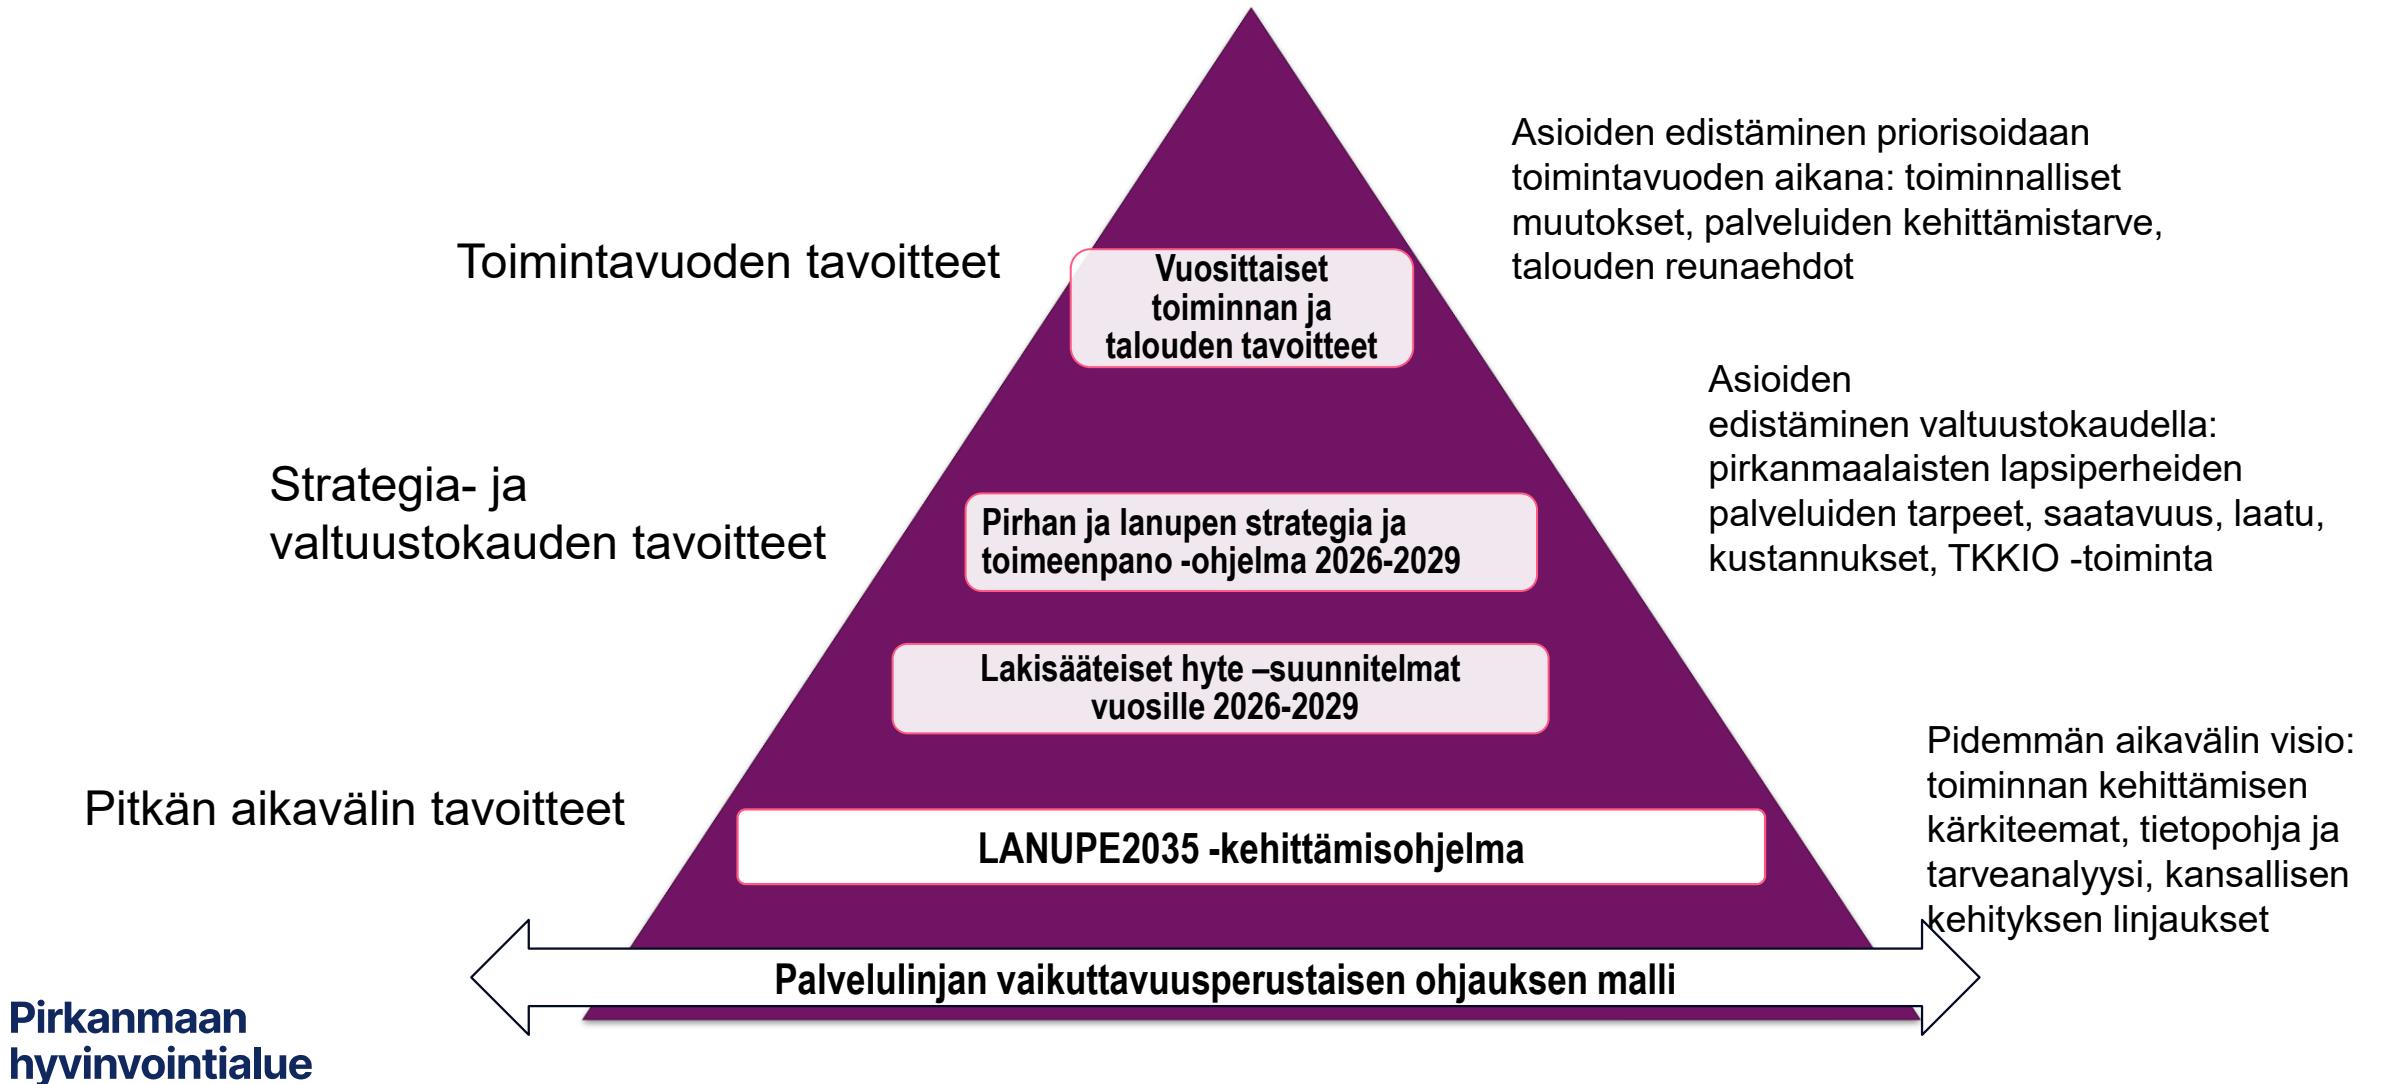 Toimintavuoden tavoitteet
Vuosittaiset
toiminnan ja
talouden tavoitteet
Asioiden edistäminen priorisoidaan
toimintavuoden aikana: toiminnalliset
muutokset, palveluiden kehittämistarve,
talouden reunaehdot
Strategia- ja
valtuustokauden tavoitteet
Pirhan ja lanupen strategia ja
toimeenpano -ohjelma 2026-2029
Asioiden
edistäminen valtuustokaudella:
pirkanmaalaisten lapsiperheiden
palveluiden tarpeet, saatavuus, laatu,
kustannukset, TKKIO -toiminta
Lakisääteiset hyte –suunnitelmat
vuosille 2026-2029
Pitkän aikavälin tavoitteet
LANUPE2035 -kehittämisohjelma
Pidemmän aikavälin visio:
toiminnan kehittämisen
kärkiteemat, tietopohja ja
tarveanalyysi, kansallisen
kehityksen linjaukset
Palvelulinjan vaikuttavuusperustaisen ohjauksen malli
Pirkanmaan
hyvinvointialue